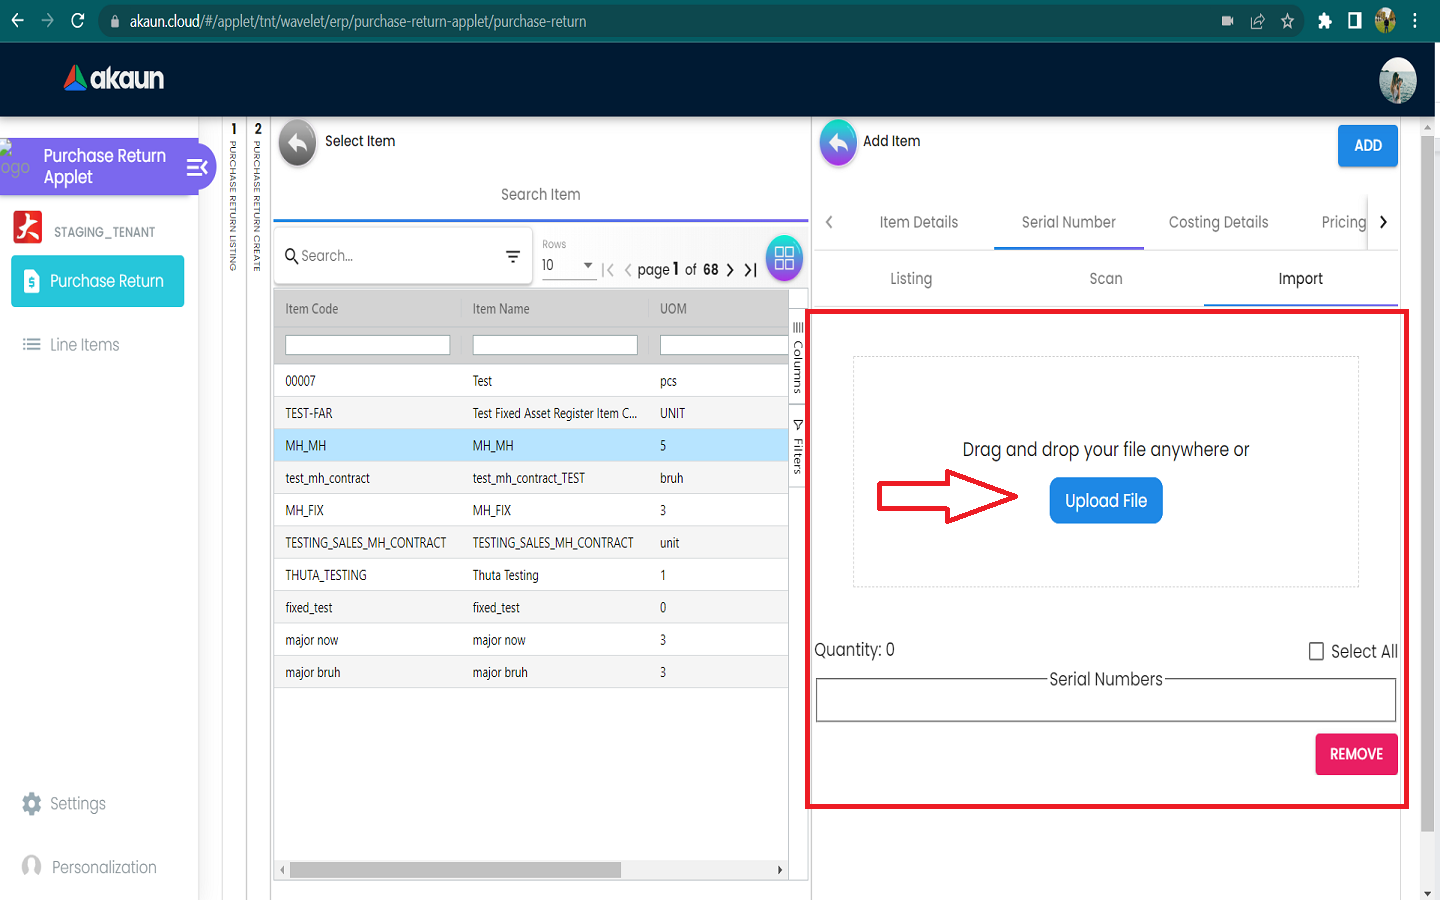 akaun.cloud/#/applet/tnt/wavelet/erp/purchase-return-applet/purchase-return
akaun
logo
Purchase Return
Applet
STAGING_TENANT
Purchase Return
Line Items
Settings
Personalization
1 PURCHASE RETURN LISTING
2 PURCHASE RETURN CREATE
Select Item
Search Item
Search...
Rows
10
page 1 of 68
Item Code Item Name UOM
00007 Test pcs
TEST-FAR Test Fixed Asset Register Item C... UNIT
MH_MH MH_MH 5
test_mh_contract test_mh_contract_TEST bruh
MH_FIX MH_FIX 3
TESTING_SALES_MH_CONTRACT TESTING_SALES_MH_CONTRACT unit
THUTA_TESTING Thuta Testing 1
fixed_test fixed_test 0
major now major now 3
major bruh major bruh 3
Columns
Filters
Add Item
ADD
Item Details Serial Number Costing Details Pricing
Listing Scan Import
Drag and drop your file anywhere or
Upload File
Quantity: 0
Select All
Serial Numbers
REMOVE